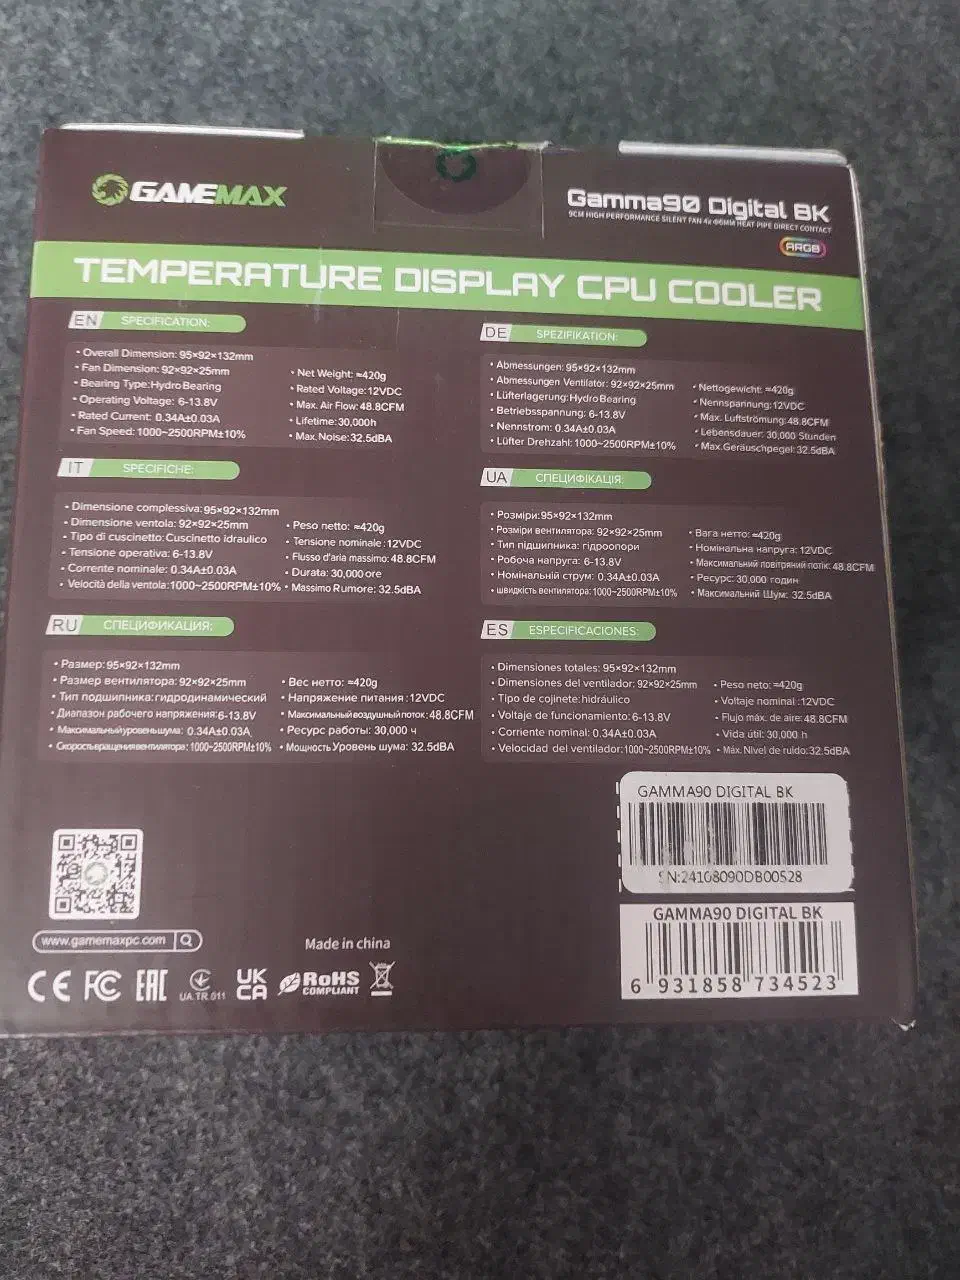 GAMEMAX
Gamma90 Digital BK
9CM HIGH PERFORMANCE SILENT FAN 4x Φ6MM HEAT PIPE DIRECT CONTACT
ARGB
TEMPERATURE DISPLAY CPU COOLER
EN SPECIFICATION:
• Overall Dimension: 95×92×132mm
• Fan Dimension: 92×92×25mm
• Bearing Type: Hydro Bearing
• Operating Voltage: 6-13.8V
• Rated Current: 0.34A±0.03A
• Fan Speed: 1000~2500RPM±10%
• Net Weight: ≈420g
• Rated Voltage: 12VDC
• Max. Air Flow: 48.8CFM
• Lifetime: 30,000h
• Max.Noise: 32.5dBA
DE SPEZIFIKATION:
• Abmessungen: 95×92×132mm
• Abmessungen Ventilator: 92×92×25mm
• Lüfterlagerung: Hydro Bearing
• Betriebsspannung: 6-13.8V
• Nennstrom: 0.34A±0.03A
• Lüfter Drehzahl: 1000~2500RPM±10%
• Nettogewicht: ≈420g
• Nennspannung: 12VDC
• Max. Luftströmung: 48.8CFM
• Lebensdauer: 30,000 Stunden
• Max.Geräuschpegel: 32.5dBA
IT SPECIFICHE:
• Dimensione complessiva: 95×92×132mm
• Dimensione ventola: 92×92×25mm
• Tipo di cuscinetto: Cuscinetto idraulico
• Tensione operativa: 6-13.8V
• Corrente nominale: 0.34A±0.03A
• Velocità della ventola: 1000~2500RPM±10%
• Peso netto: ≈420g
• Tensione nominale: 12VDC
• Flusso d'aria massimo: 48.8CFM
• Durata: 30,000 ore
• Massimo Rumore: 32.5dBA
UA СПЕЦИФІКАЦІЯ:
• Розміри: 95×92×132mm
• Розміри вентилятора: 92×92×25mm
• Тип підшипника: гідроопори
• Робоча напруга: 6-13.8V
• Номінальній струм: 0.34A±0.03A
• швидкість вентилятора: 1000~2500RPM±10%
• Вага нетто: ≈420g
• Номінальна напруга: 12VDC
• Максимальний повітряний потік: 48.8CFM
• Ресурс: 30,000 годин
• Максимальний Шум: 32.5dBA
RU СПЕЦИФИКАЦИЯ:
• Размер: 95×92×132mm
• Размер вентилятора: 92×92×25mm
• Тип подшипника: гидродинамический
• Диапазон рабочего напряжения: 6-13.8V
• Максимальный уровень шума: 0.34A±0.03A
• Скорость вращения вентилятора: 1000~2500RPM±10%
• Вес нетто: ≈420g
• Напряжение питания: 12VDC
• Максимальный воздушный поток: 48.8CFM
• Ресурс работы: 30,000 ч
• Мощность Уровень шума: 32.5dBA
ES ESPECIFICACIONES:
• Dimensiones totales: 95×92×132mm
• Dimensiones del ventilador: 92×92×25mm
• Tipo de cojinete: hidráulico
• Voltaje de funcionamiento: 6-13.8V
• Corriente nominal: 0.34A±0.03A
• Velocidad del ventilador: 1000~2500RPM±10%
• Peso neto: ≈420g
• Voltaje nominal: 12VDC
• Flujo máx. de aire: 48.8CFM
• Vida útil: 30,000 h
• Máx. Nivel de ruido: 32.5dBA
GAMMA90 DIGITAL BK
SN:24108090DB00528
GAMMA90 DIGITAL BK
6 931858 734523
www.gamemaxpc.com
Made in china
CE FC EAC UA.TR.011 UK CA RoHS COMPLIANT